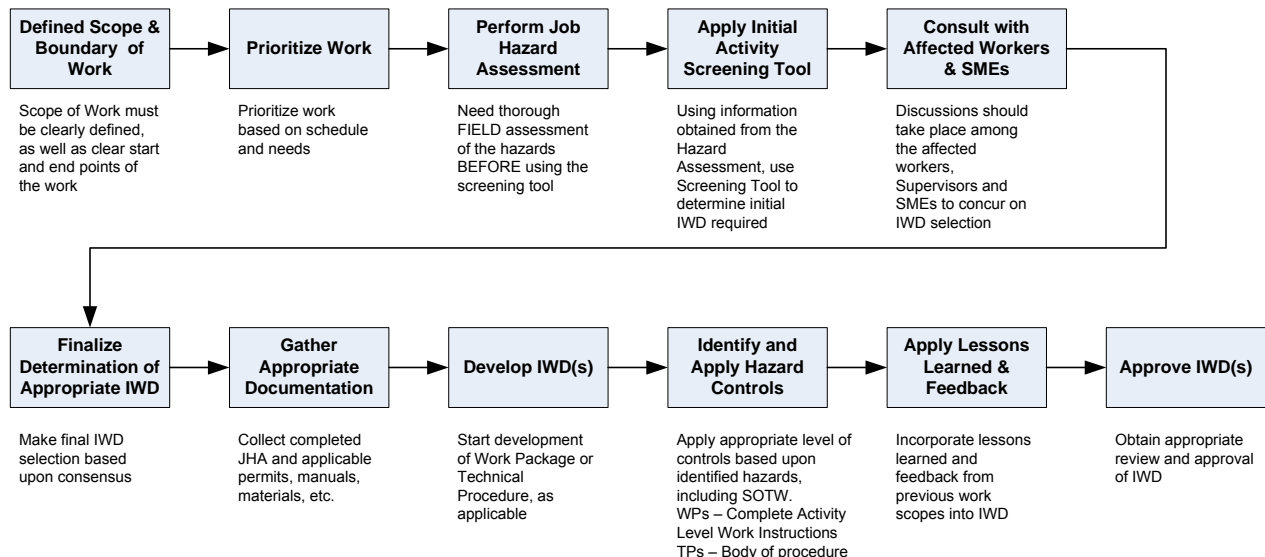 Defined Scope &
Boundary of
Work
Scope of Work must
be clearly defined,
as well as clear start
and end points of
the work
Prioritize Work
Prioritize work
based on schedule
and needs
Perform Job
Hazard
Assessment
Need thorough
FIELD assessment
of the hazards
BEFORE using the
screening tool
Apply Initial
Activity
Screening Tool
Using information
obtained from the
Hazard
Assessment, use
Screening Tool to
determine initial
IWD required
Consult with
Affected Workers
& SMEs
Discussions should
take place among
the affected
workers,
Supervisors and
SMEs to concur on
IWD selection
Finalize
Determination of
Appropriate IWD
Make final IWD
selection based
upon consensus
Gather
Appropriate
Documentation
Collect completed
JHA and applicable
permits, manuals,
materials, etc.
Develop IWD(s)
Start development
of Work Package or
Technical
Procedure, as
applicable
Identify and
Apply Hazard
Controls
Apply appropriate level of
controls based upon
identified hazards,
including SOTW.
WPs – Complete Activity
Level Work Instructions
TPs – Body of procedure
Apply Lessons
Learned &
Feedback
Incorporate lessons
learned and
feedback from
previous work
scopes into IWD
Approve IWD(s)
Obtain appropriate
review and approval
of IWD